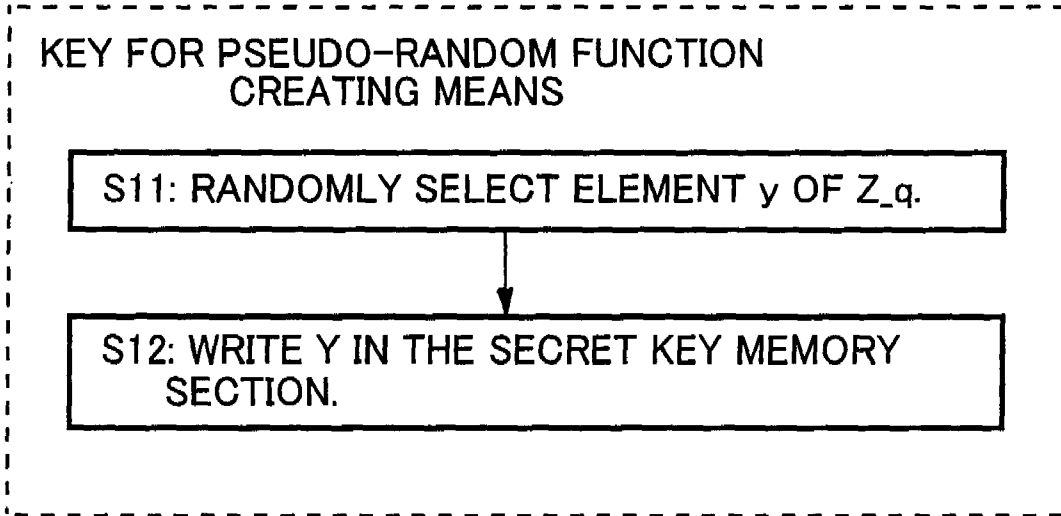 KEY FOR PSEUDO-RANDOM FUNCTION
CREATING MEANS
S11: RANDOMLY SELECT ELEMENT y OF Z_q.
S12: WRITE Y IN THE SECRET KEY MEMORY
SECTION.